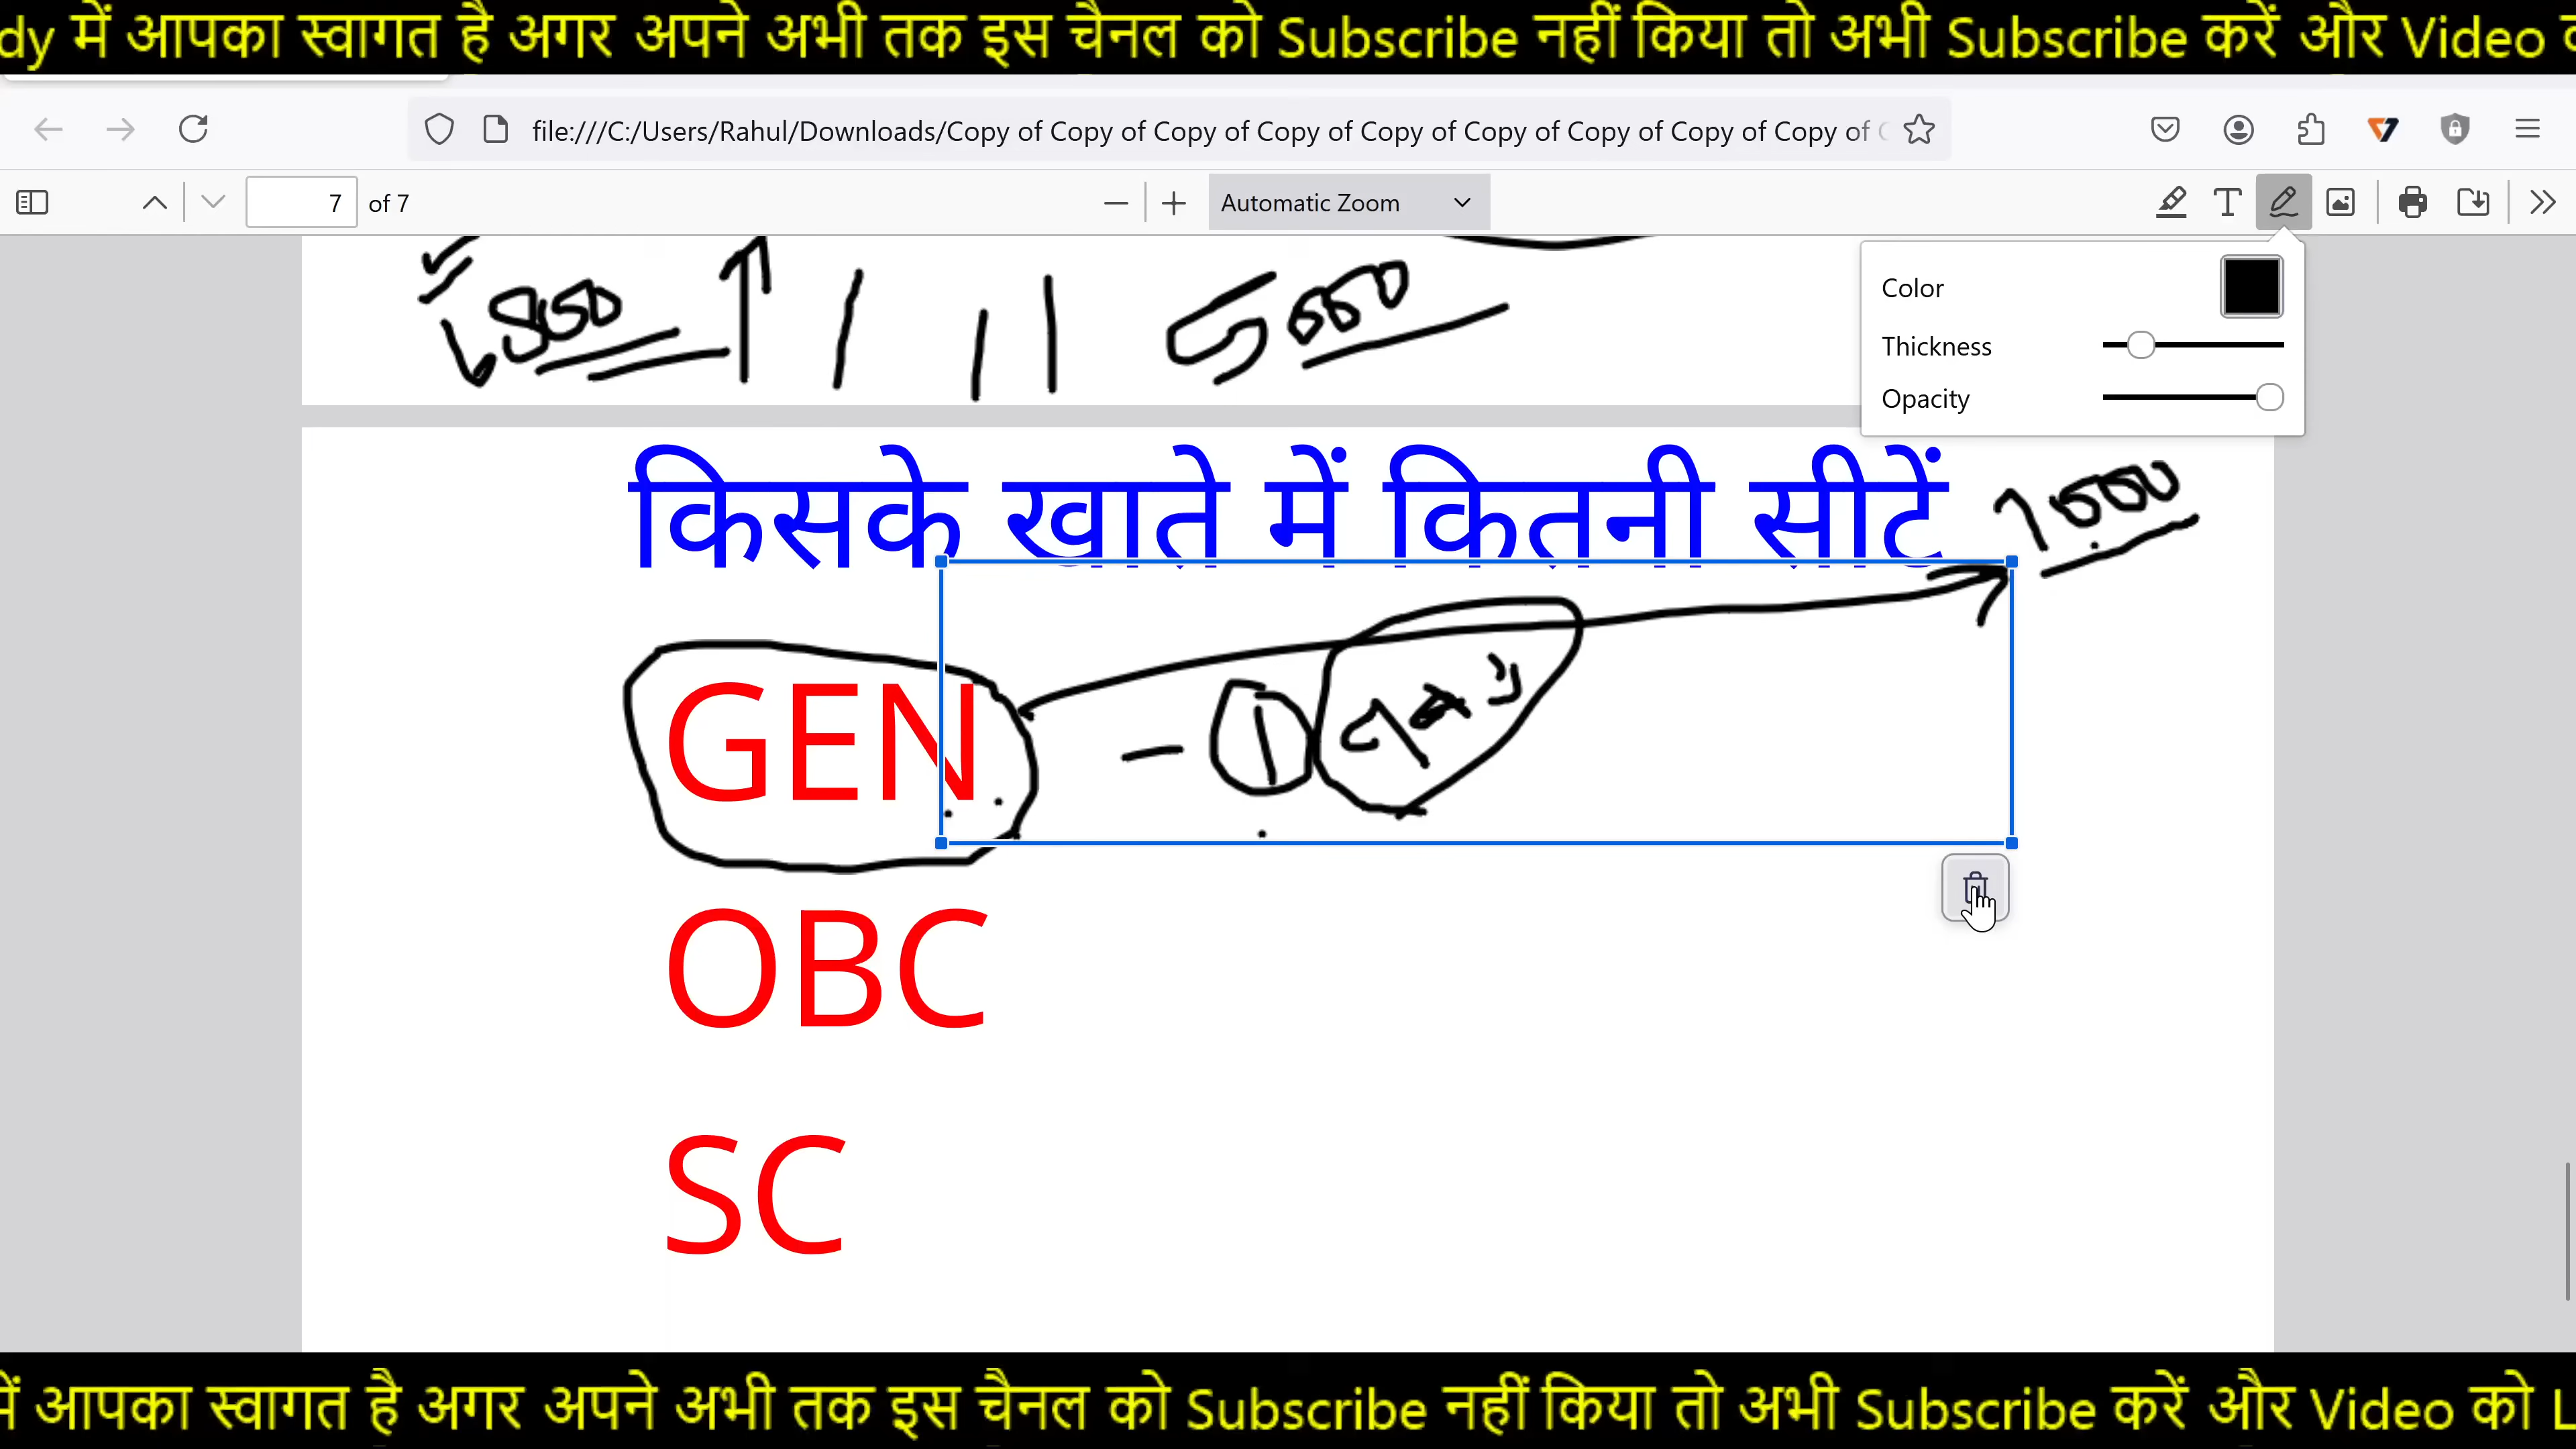 dy में आपका स्वागत है अगर अपने अभी तक इस चैनल को Subscribe नहीं किया तो अभी Subscribe करें और Video
file:///C:/Users/Rahul/Downloads/Copy of Copy of Copy of Copy of Copy of Copy of Copy of Copy of Copy of
7 of 7
Automatic Zoom
Color
Thickness
Opacity
5000
किसके खाते में कितनी सीटें
GEN
- 1
OBC
SC
में आपका स्वागत है अगर अपने अभी तक इस चैनल को Subscribe नहीं किया तो अभी Subscribe करें और Video को L